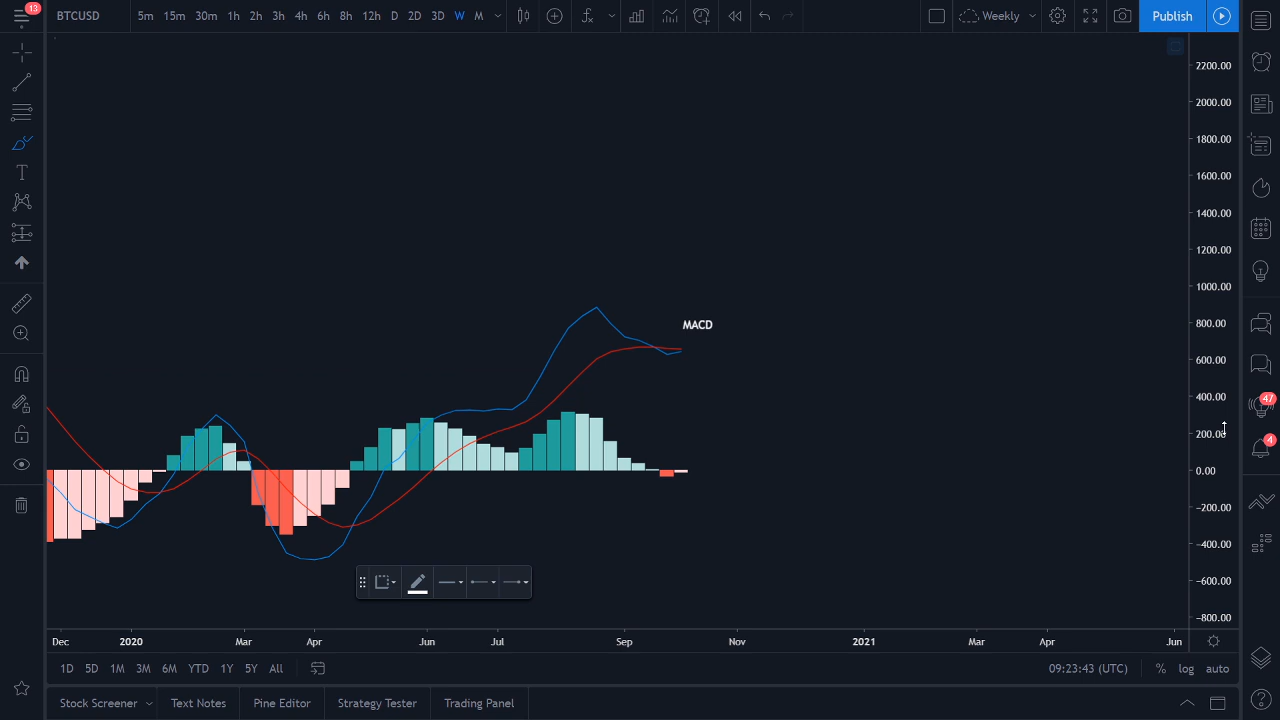 13
BTCUSD
5m 15m 30m 1h 2h 3h 4h 6h 8h 12h D 2D 3D W M
Weekly
Publish
2200.00
2000.00
1800.00
1600.00
1400.00
1200.00
1000.00
800.00
600.00
400.00
200.00
0.00
−200.00
−400.00
−600.00
−800.00
MACD
47
4
Dec 2020 Mar Apr Jun Jul Sep Nov 2021 Mar Apr Jun
1D 5D 1M 3M 6M YTD 1Y 5Y All
09:23:43 (UTC) % log auto
Stock Screener Text Notes Pine Editor Strategy Tester Trading Panel